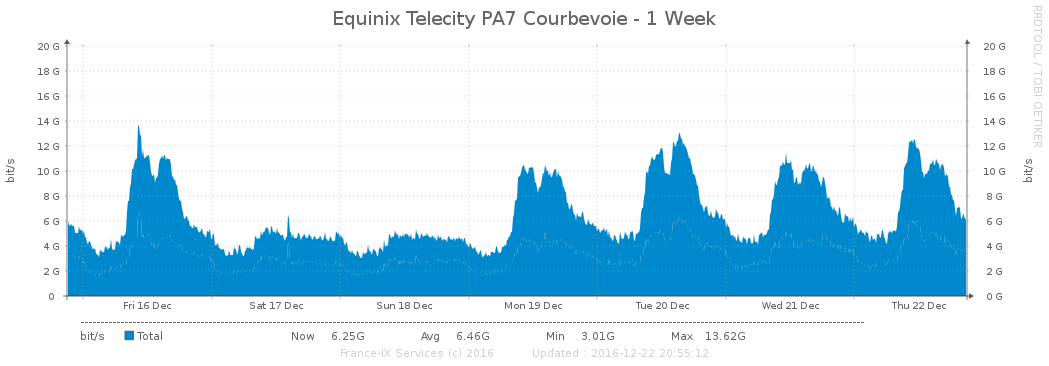 Equinix Telecity PA7 Courbevoie - 1 Week
RRDTOOL / TOBI OETIKER
bit/s
20 G 20 G
18 G 18 G
16 G 16 G
14 G 14 G
12 G 12 G
10 G 10 G
8 G 8 G
6 G 6 G
4 G 4 G
2 G 2 G
0 0 G
bit/s
Fri 16 Dec Sat 17 Dec Sun 18 Dec Mon 19 Dec Tue 20 Dec Wed 21 Dec Thu 22 Dec
bit/s Total Now 6.25G Avg 6.46G Min 3.01G Max 13.62G
France-IX Services (c) 2016 Updated : 2016-12-22 20:55:12